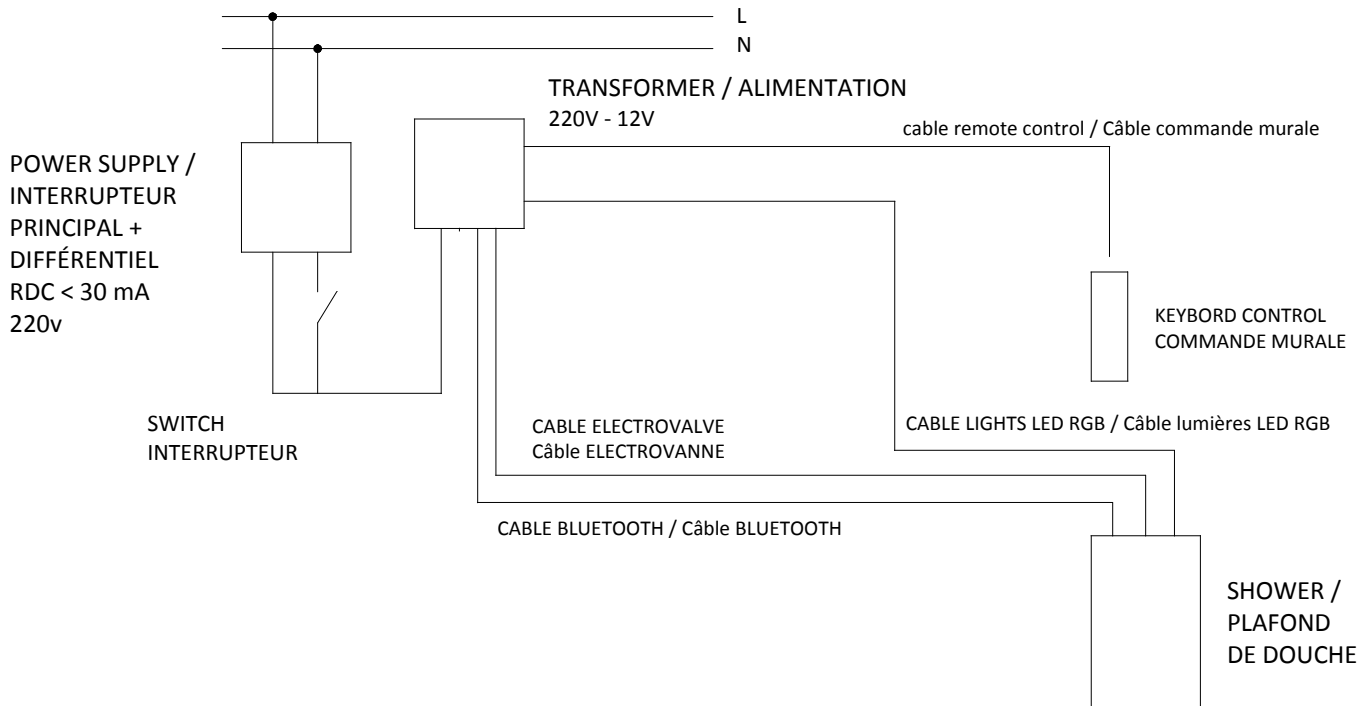 L
N
TRANSFORMER / ALIMENTATION
220V - 12V
cable remote control / Câble commande murale
POWER SUPPLY /
INTERRUPTEUR
PRINCIPAL +
DIFFÉRENTIEL
RDC < 30 mA
220v
KEYBORD CONTROL
COMMANDE MURALE
SWITCH
INTERRUPTEUR
CABLE ELECTROVALVE
Câble ELECTROVANNE
CABLE LIGHTS LED RGB / Câble lumières LED RGB
CABLE BLUETOOTH / Câble BLUETOOTH
SHOWER /
PLAFOND
DE DOUCHE